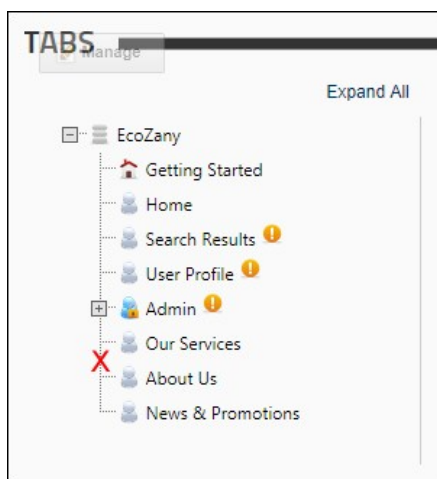 TABS
Manage
Expand All
EcoZany
Getting Started
Home
Search Results
User Profile
Admin
Our Services
X
About Us
News & Promotions